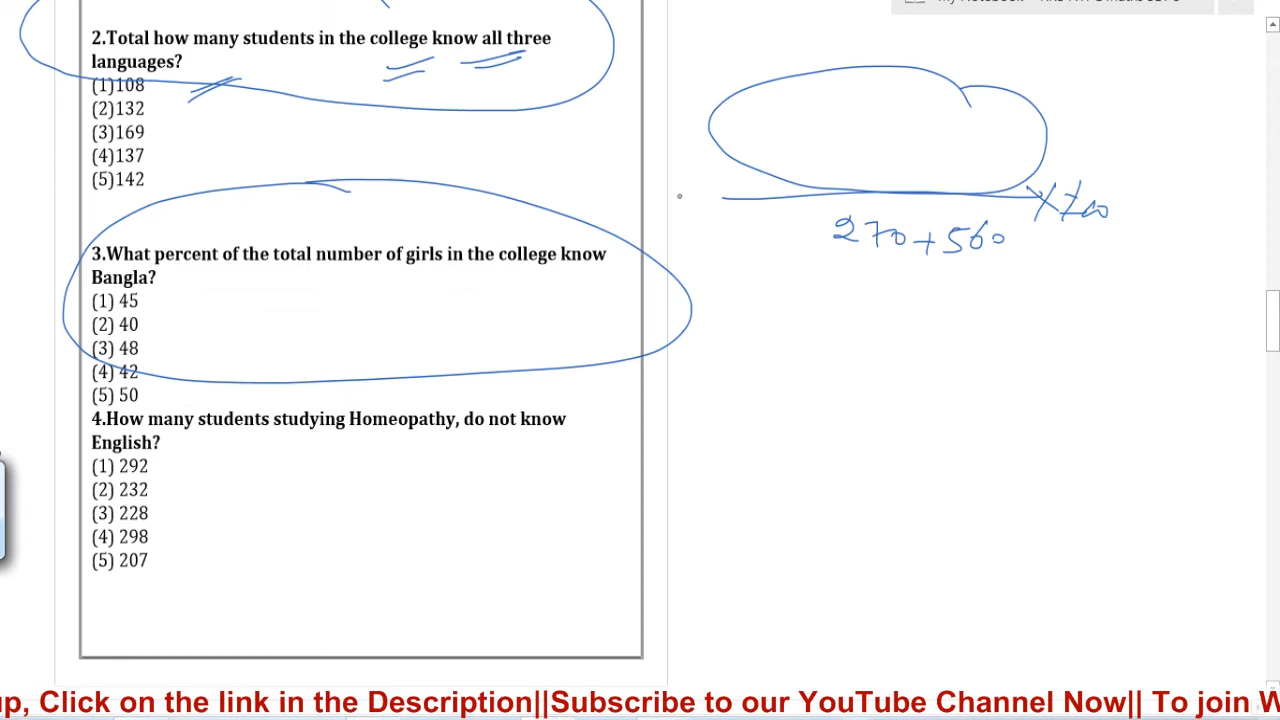 2.Total how many students in the college know all three
languages?
(1)108
(2)132
(3)169
(4)137
(5)142
3.What percent of the total number of girls in the college know
Bangla?
(1) 45
(2) 40
(3) 48
(4) 42
(5) 50
4.How many students studying Homeopathy, do not know
English?
(1) 292
(2) 232
(3) 228
(4) 298
(5) 207
270+560
up, Click on the link in the Description||Subscribe to our YouTube Channel Now|| To join W